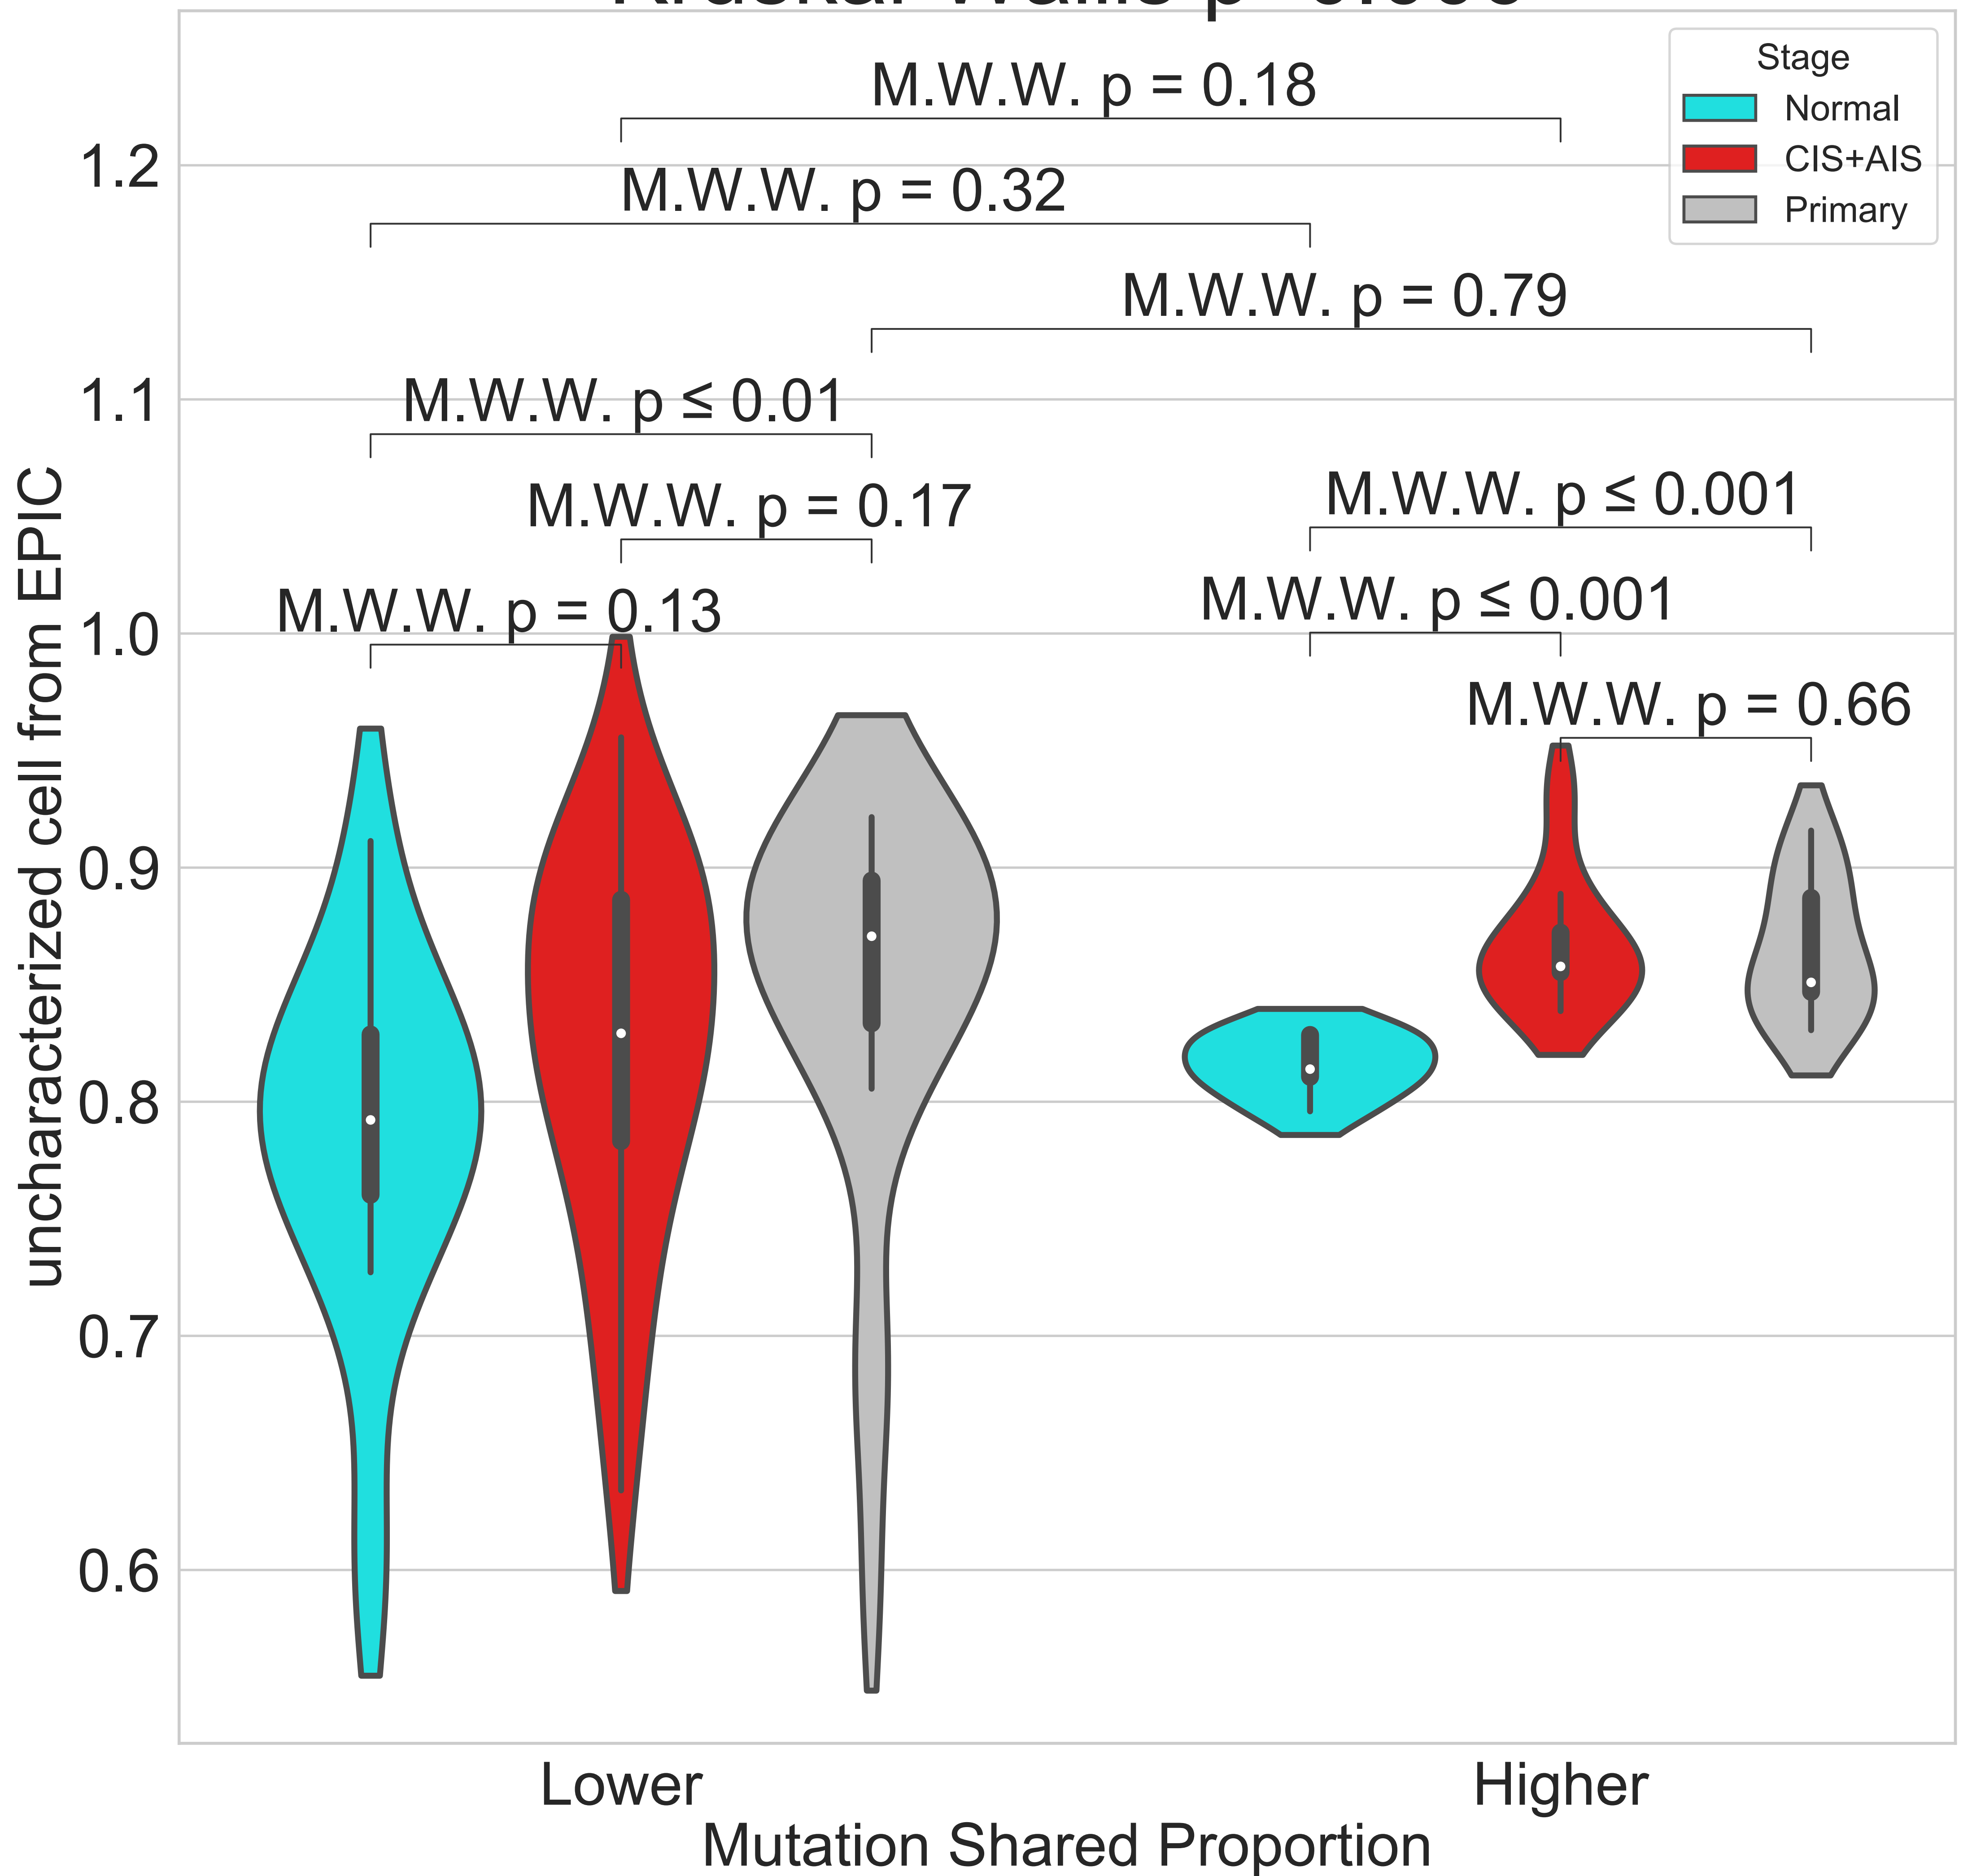 Stage
Normal
CIS+AIS
Primary
M.W.W. p = 0.18
M.W.W. p = 0.32
M.W.W. p = 0.79
M.W.W. p ≤ 0.01
M.W.W. p = 0.17
M.W.W. p ≤ 0.001
M.W.W. p = 0.13
M.W.W. p ≤ 0.001
M.W.W. p = 0.66
1.2
1.1
1.0
0.9
0.8
0.7
0.6
uncharacterized cell from EPIC
Lower
Higher
Mutation Shared Proportion